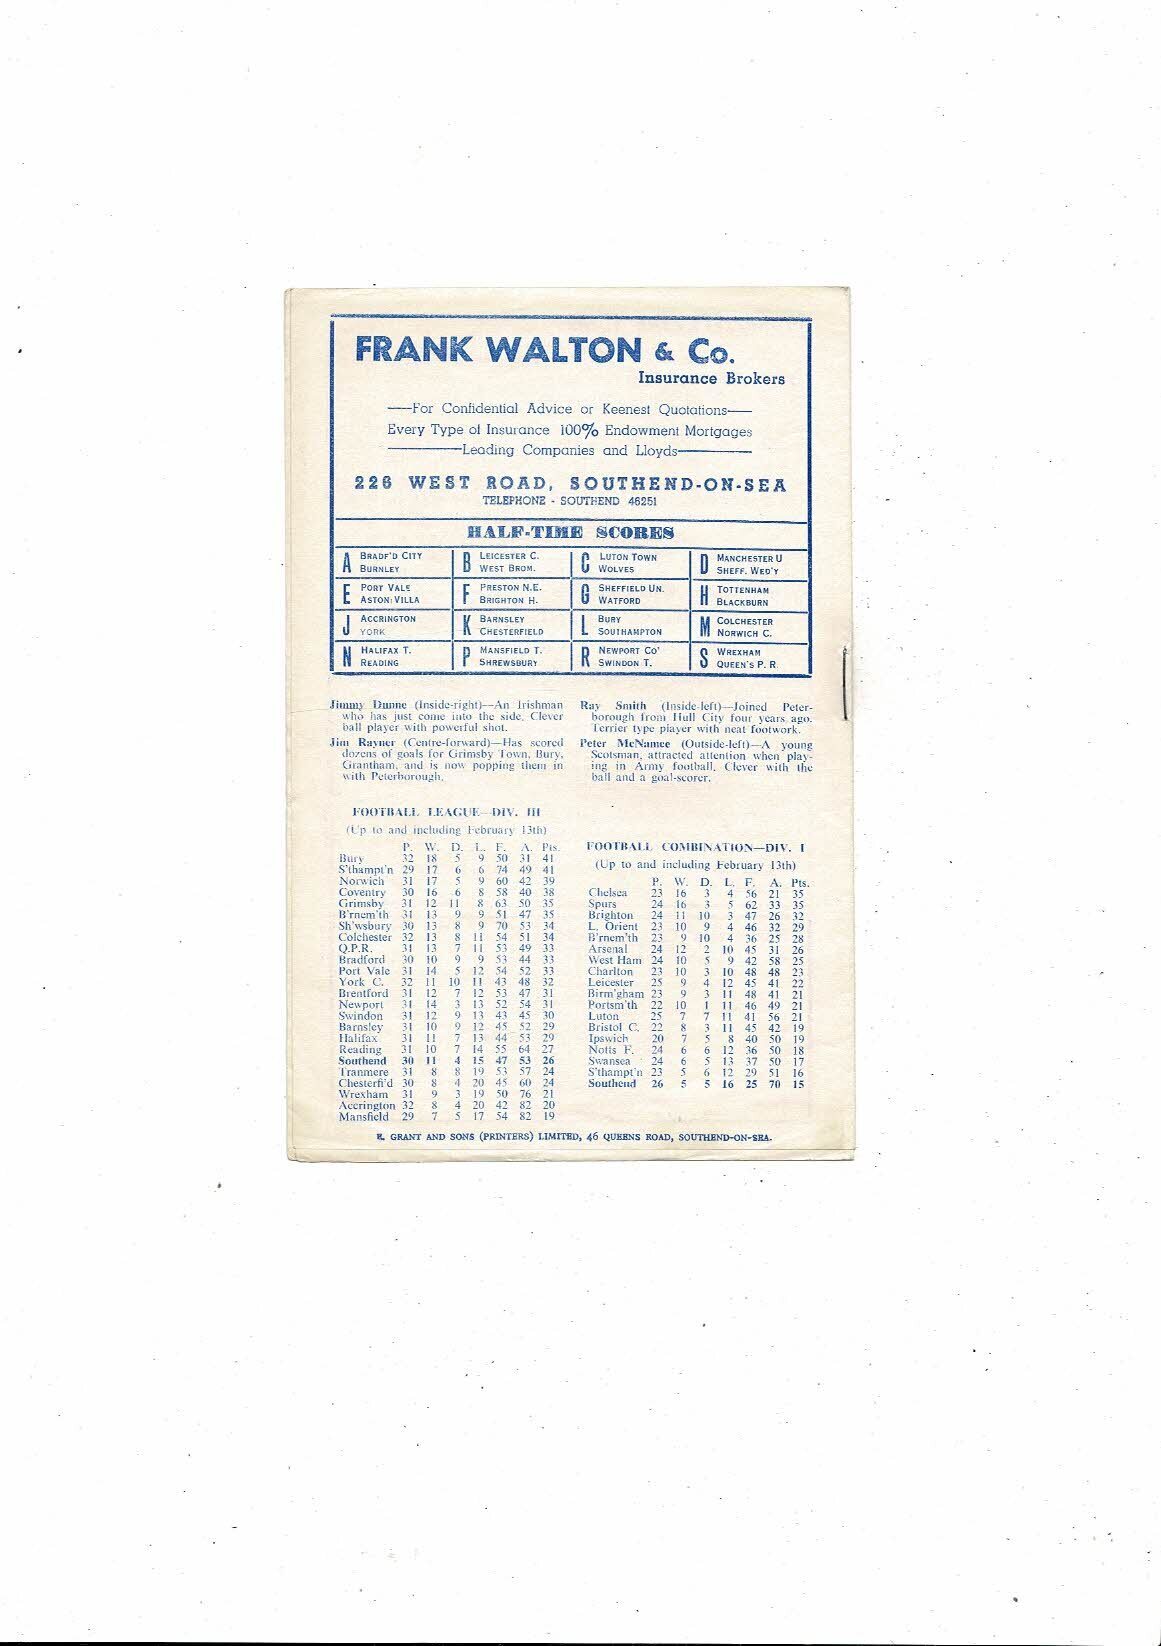 FRANK WALTON & Co.
Insurance Brokers
—For Confidential Advice or Keenest Quotations—
Every Type of Insurance 100% Endowment Mortgages
—Leading Companies and Lloyds—
226 WEST ROAD, SOUTHEND-ON-SEA
TELEPHONE - SOUTHEND 46251
HALF-TIME SCORES
A BRADF'D CITY BURNLEY
B LEICESTER C. WEST BROM.
C LUTON TOWN WOLVES
D MANCHESTER U SHEFF. WED'Y
E PORT VALE ASTON VILLA
F PRESTON N.E. BRIGHTON H.
G SHEFFIELD UN. WATFORD
H TOTTENHAM BLACKBURN
J ACCRINGTON YORK
K BARNSLEY CHESTERFIELD
L BURY SOUTHAMPTON
M COLCHESTER NORWICH C.
N HALIFAX T. READING
P MANSFIELD T. SHREWSBURY
R NEWPORT CO' SWINDON T.
S WREXHAM QUEEN'S P. R.
Jimmy Dunne (Inside-right)—An Irishman
who has just come into the side. Clever
ball player with powerful shot.
Jim Rayner (Centre-forward)—Has scored
dozens of goals for Grimsby Town, Bury,
Grantham, and is now popping them in
with Peterborough.
Ray Smith (Inside-left)—Joined Peter-
borough from Hull City four years ago.
Terrier type player with neat footwork.
Peter McNamee (Outside-left)—A young
Scotsman, attracted attention when play-
ing in Army football. Clever with the
ball and a goal-scorer.
FOOTBALL LEAGUE—DIV. III
(Up to and including February 13th)
P. W. D. L. F. A. Pts.
Bury 32 18 5 9 50 31 41
S'thampt'n 29 17 6 6 74 49 41
Norwich 31 17 5 9 60 42 39
Coventry 30 16 6 8 58 40 38
Grimsby 31 12 11 8 63 50 35
B'rnem'th 31 13 9 9 51 47 35
Sh'wsbury 30 13 8 9 70 53 34
Colchester 32 13 8 11 54 51 34
Q.P.R. 31 13 7 11 53 49 33
Bradford 30 10 9 9 53 44 33
Port Vale 31 14 5 12 54 52 33
York C. 32 11 10 11 43 48 32
Brentford 31 12 7 12 53 47 31
Newport 31 14 3 13 52 54 31
Swindon 31 12 9 13 43 45 30
Barnsley 31 10 9 12 45 52 29
Halifax 31 11 7 13 44 53 29
Reading 31 10 7 14 55 64 27
Southend 30 11 4 15 47 53 26
Tranmere 31 8 8 19 53 57 24
Chesterfi'd 30 8 4 20 45 60 24
Wrexham 31 9 3 19 50 76 21
Accrington 32 8 4 20 42 82 20
Mansfield 29 7 5 17 54 82 19
FOOTBALL COMBINATION—DIV. I
(Up to and including February 13th)
P. W. D. L. F. A. Pts.
Chelsea 23 16 3 4 56 21 35
Spurs 24 16 3 5 62 33 35
Brighton 24 11 10 3 47 26 32
L. Orient 23 10 9 4 46 32 29
B'rnem'th 23 9 10 4 36 25 28
Arsenal 24 12 2 10 45 31 26
West Ham 24 10 5 9 42 58 25
Charlton 23 10 3 10 48 48 23
Leicester 25 9 4 12 45 41 22
Birm'gham 23 9 3 11 48 41 21
Portsm'th 22 10 1 11 46 49 21
Luton 25 7 7 11 41 56 21
Bristol C. 22 8 3 11 45 42 19
Ipswich 20 7 5 8 40 50 19
Notts F. 24 6 6 12 36 50 18
Swansea 24 6 5 13 37 50 17
S'thampt'n 23 5 6 12 29 51 16
Southend 26 5 5 16 25 70 15
R. GRANT AND SONS (PRINTERS) LIMITED, 46 QUEENS ROAD, SOUTHEND-ON-SEA.